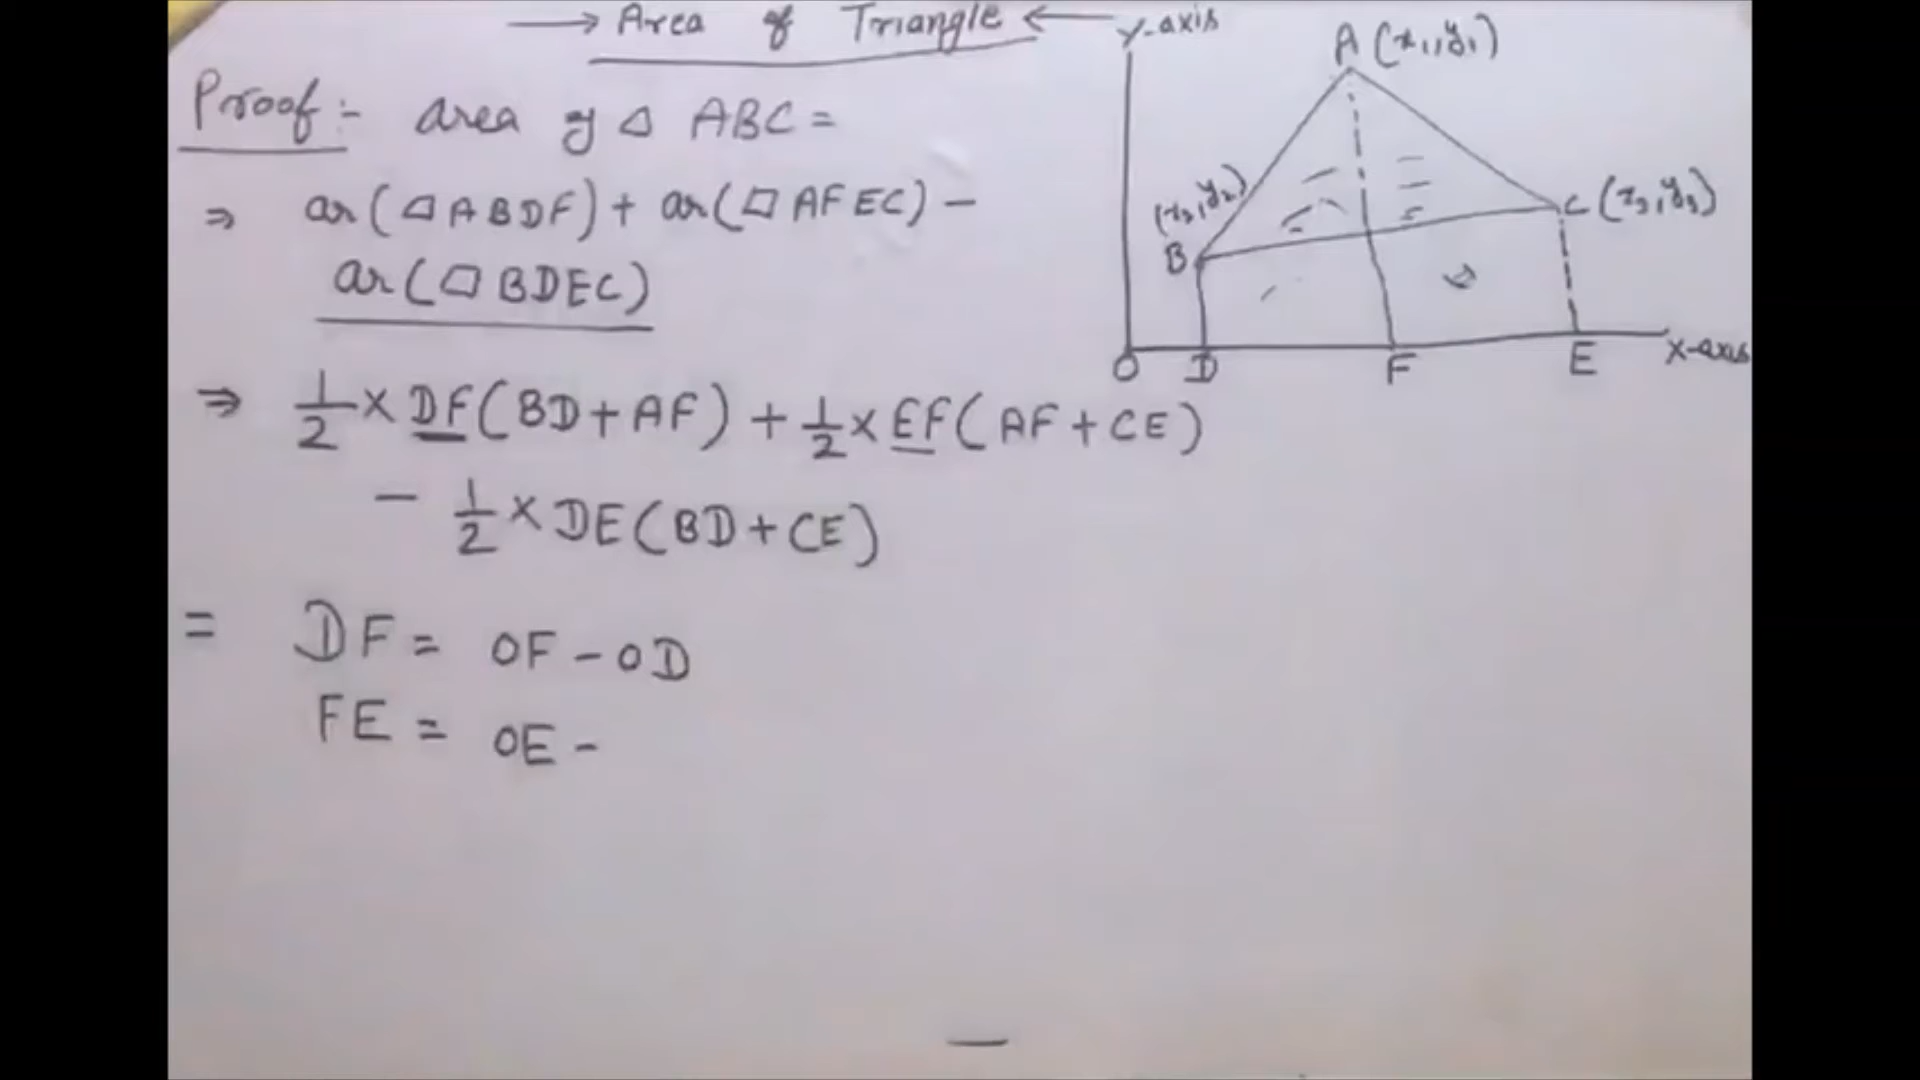 → Area of Triangle ←
Proof :- area of △ ABC =
⇒ ar(▱ABDF) + ar(▱AFEC) -
ar(▱BDEC)
⇒ 1/2 × DF(BD+AF) + 1/2 × EF(AF+CE)
- 1/2 × DE(BD+CE)
= DF = OF - OD
FE = OE -
Y-axis
A (x₁,y₁)
(x₂,y₂)
B
C (x₃,y₃)
O D F E X-axis